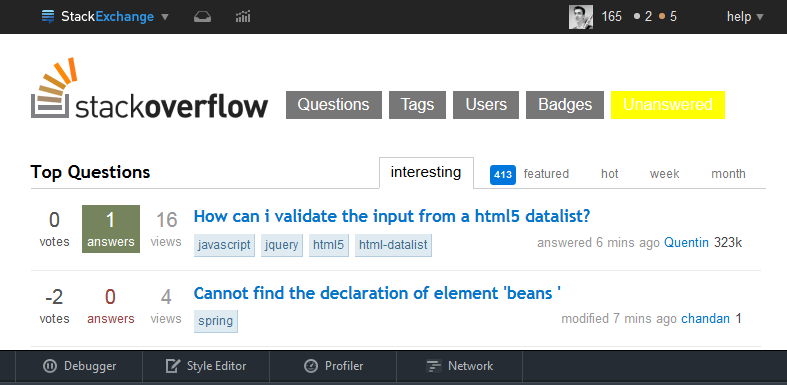 StackExchange 165 2 5 help
stackoverflow Questions Tags Users Badges Unanswered
Top Questions interesting 413 featured hot week month
0 votes 1 answers 16 views How can i validate the input from a html5 datalist?
javascript jquery html5 html-datalist answered 6 mins ago Quentin 323k
-2 votes 0 answers 4 views Cannot find the declaration of element 'beans '
spring modified 7 mins ago chandan 1
Debugger Style Editor Profiler Network